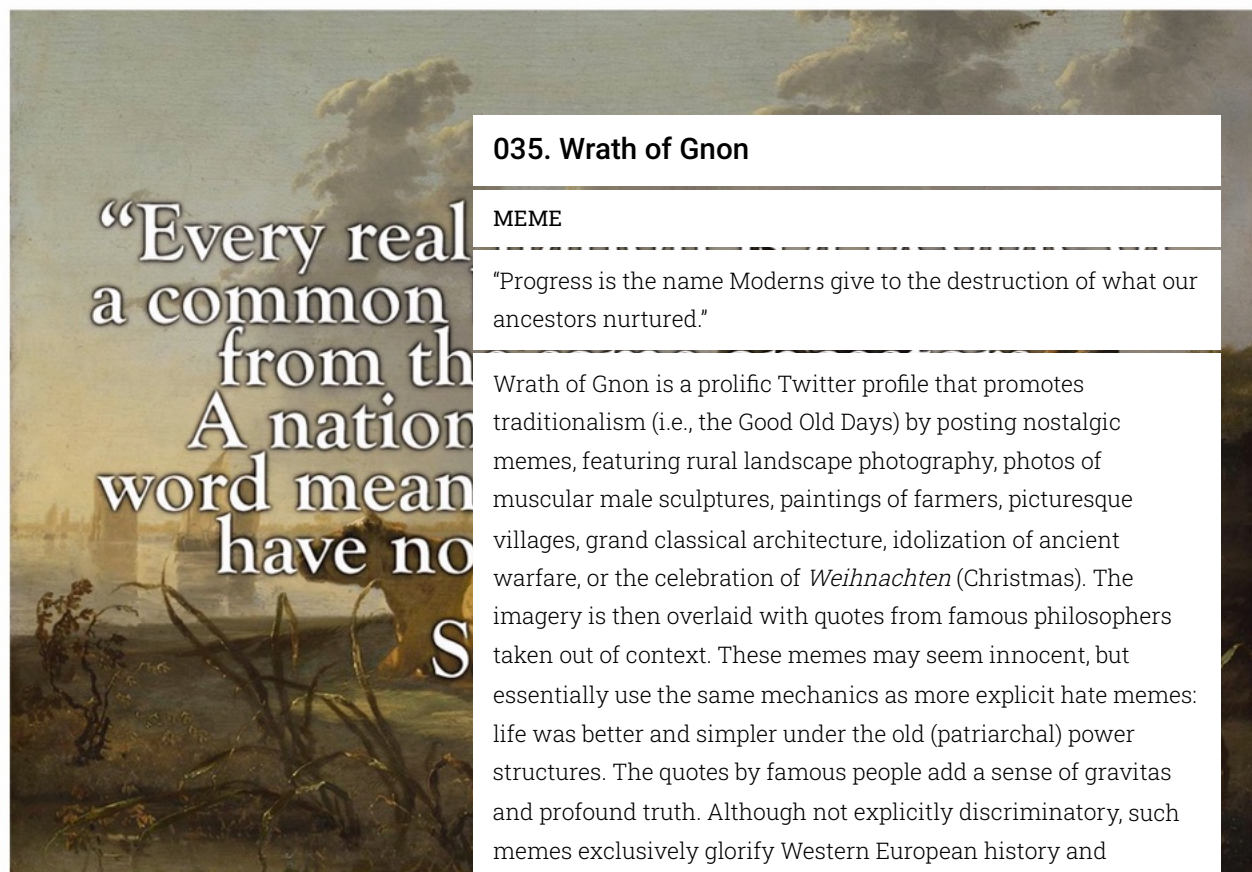 035. Wrath of Gnon
MEME
“Progress is the name Moderns give to the destruction of what our
ancestors nurtured.”
Wrath of Gnon is a prolific Twitter profile that promotes
traditionalism (i.e., the Good Old Days) by posting nostalgic
memes, featuring rural landscape photography, photos of
muscular male sculptures, paintings of farmers, picturesque
villages, grand classical architecture, idolization of ancient
warfare, or the celebration of Weihnachten (Christmas). The
imagery is then overlaid with quotes from famous philosophers
taken out of context. These memes may seem innocent, but
essentially use the same mechanics as more explicit hate memes:
life was better and simpler under the old (patriarchal) power
structures. The quotes by famous people add a sense of gravitas
and profound truth. Although not explicitly discriminatory, such
memes exclusively glorify Western European history and
“Every real
a common
from
A nation
word
have no